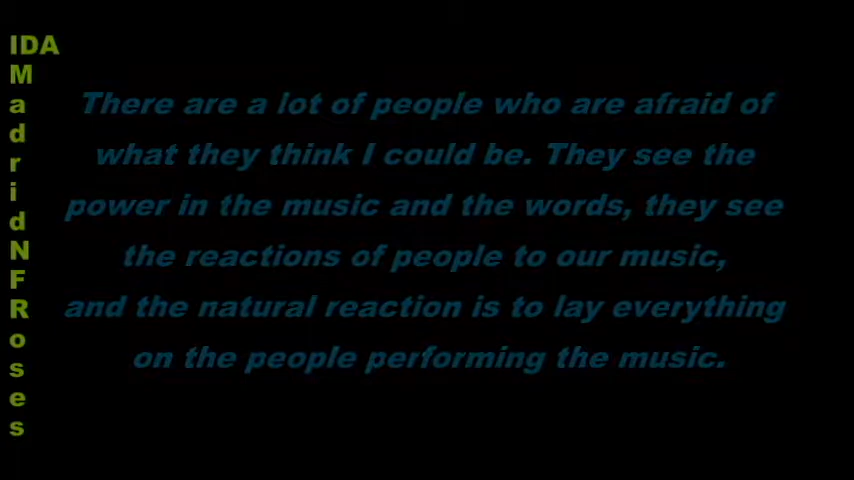 IDA
M
a
d
r
i
d
N
F
R
o
s
e
s
There are a lot of people who are afraid of
what they think I could be. They see the
power in the music and the words, they see
the reactions of people to our music,
and the natural reaction is to lay everything
on the people performing the music.